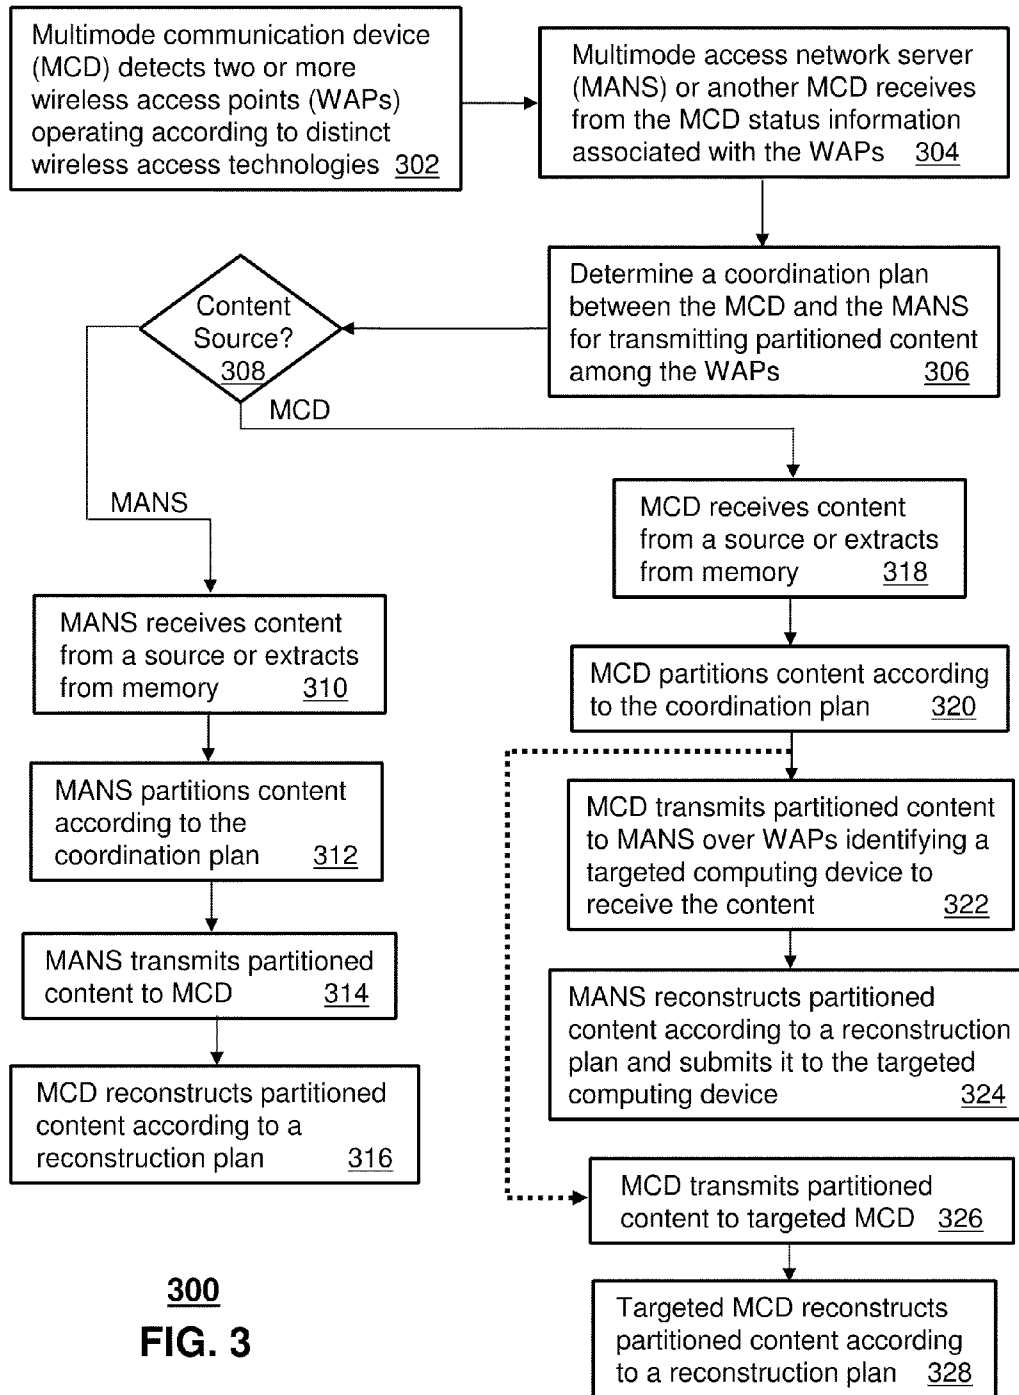 Multimode communication device
(MCD) detects two or more
wireless access points (WAPs)
operating according to distinct
wireless access technologies 302
Multimode access network server
(MANS) or another MCD receives
from the MCD status information
associated with the WAPs 304
Determine a coordination plan
between the MCD and the MANS
for transmitting partitioned content
among the WAPs 306
Content
Source?
308
MCD
MANS
MANS receives content
from a source or extracts
from memory 310
MANS partitions content
according to the
coordination plan 312
MANS transmits partitioned
content to MCD 314
MCD reconstructs partitioned
content according to a
reconstruction plan 316
MCD receives content
from a source or extracts
from memory 318
MCD partitions content according
to the coordination plan 320
MCD transmits partitioned content
to MANS over WAPs identifying a
targeted computing device to
receive the content 322
MANS reconstructs partitioned
content according to a reconstruction
plan and submits it to the targeted
computing device 324
MCD transmits partitioned
content to targeted MCD 326
Targeted MCD reconstructs
partitioned content according
to a reconstruction plan 328
300
FIG. 3